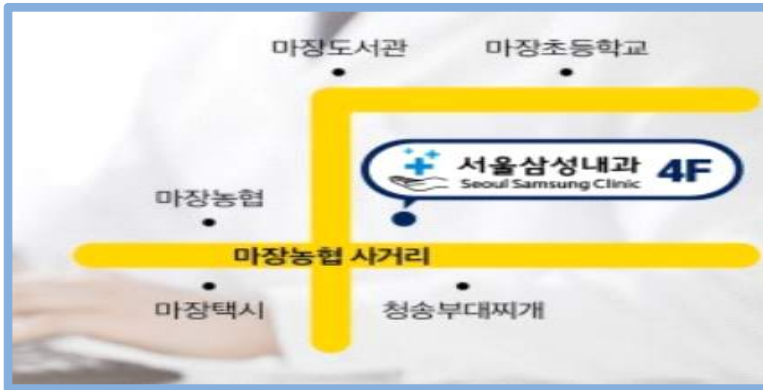 마장도서관
마장초등학교
서울삼성내과 4F
Seoul Samsung Clinic
마장농협
마장농협 사거리
마장택시
청송부대찌개